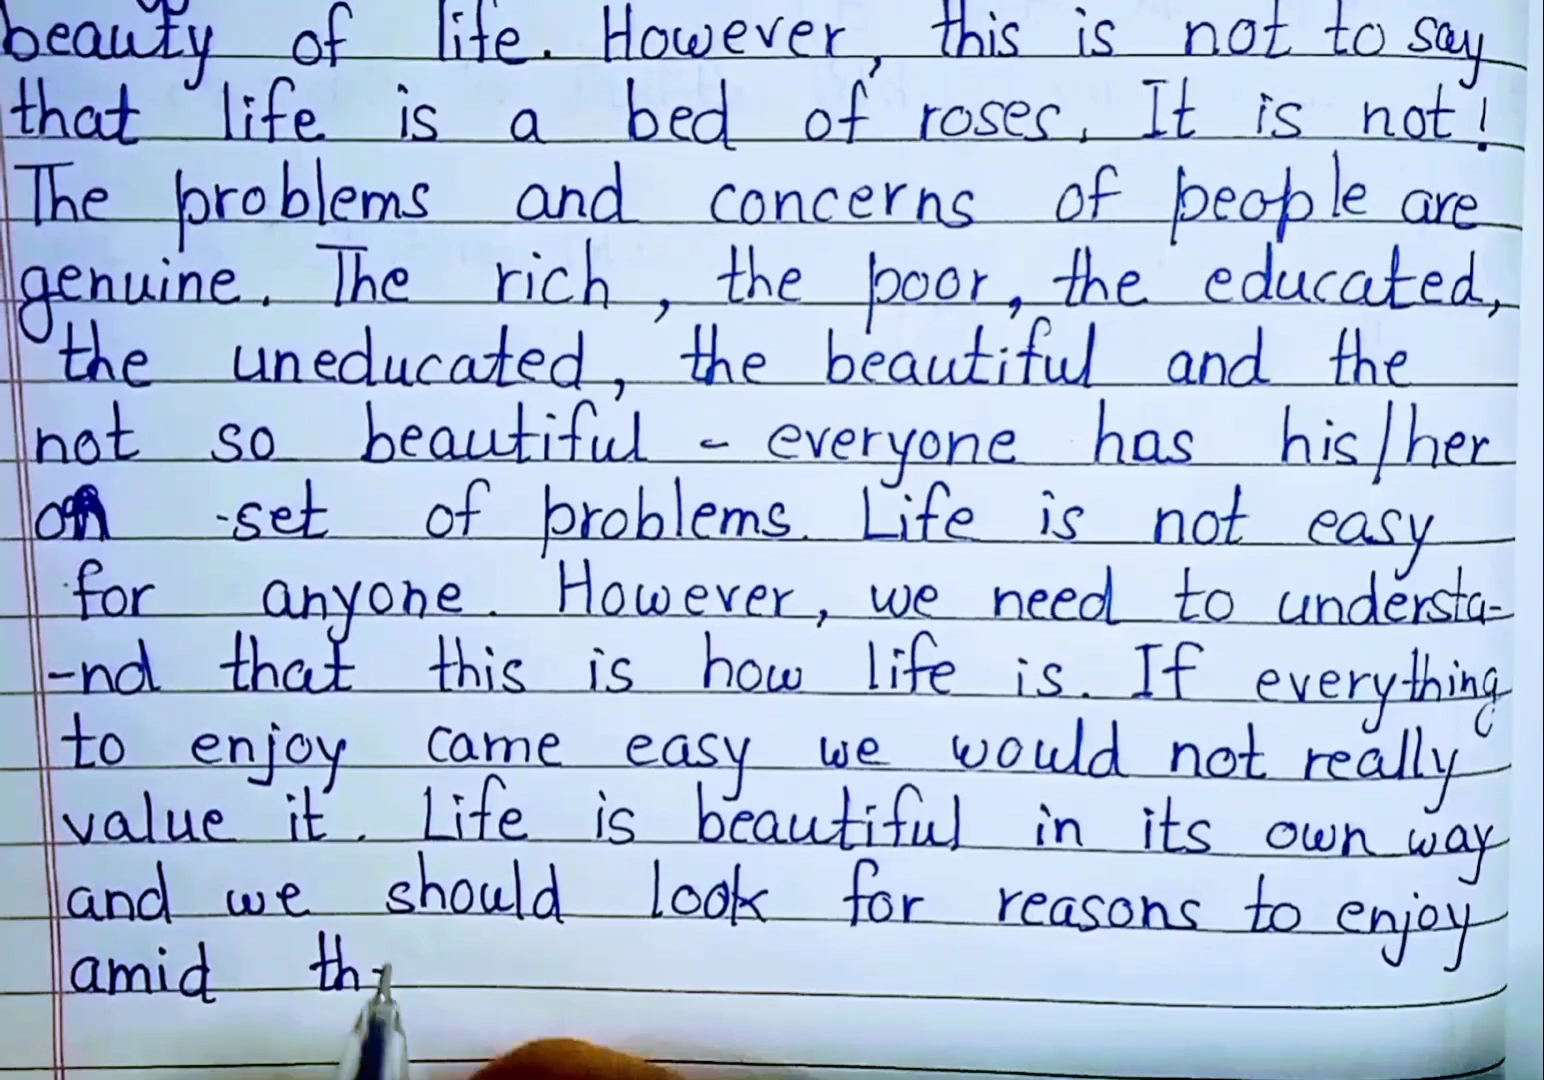 beauty of life. However, this is not to say
that life is a bed of roses. It is not!
The problems and concerns of people are
genuine. The rich, the poor, the educated,
the uneducated, the beautiful and the
not so beautiful - everyone has his/her
on set of problems. Life is not easy
for anyone. However, we need to understa-
-nd that this is how life is. If everything
to enjoy came easy we would not really
value it. Life is beautiful in its own way
and we should look for reasons to enjoy
amid